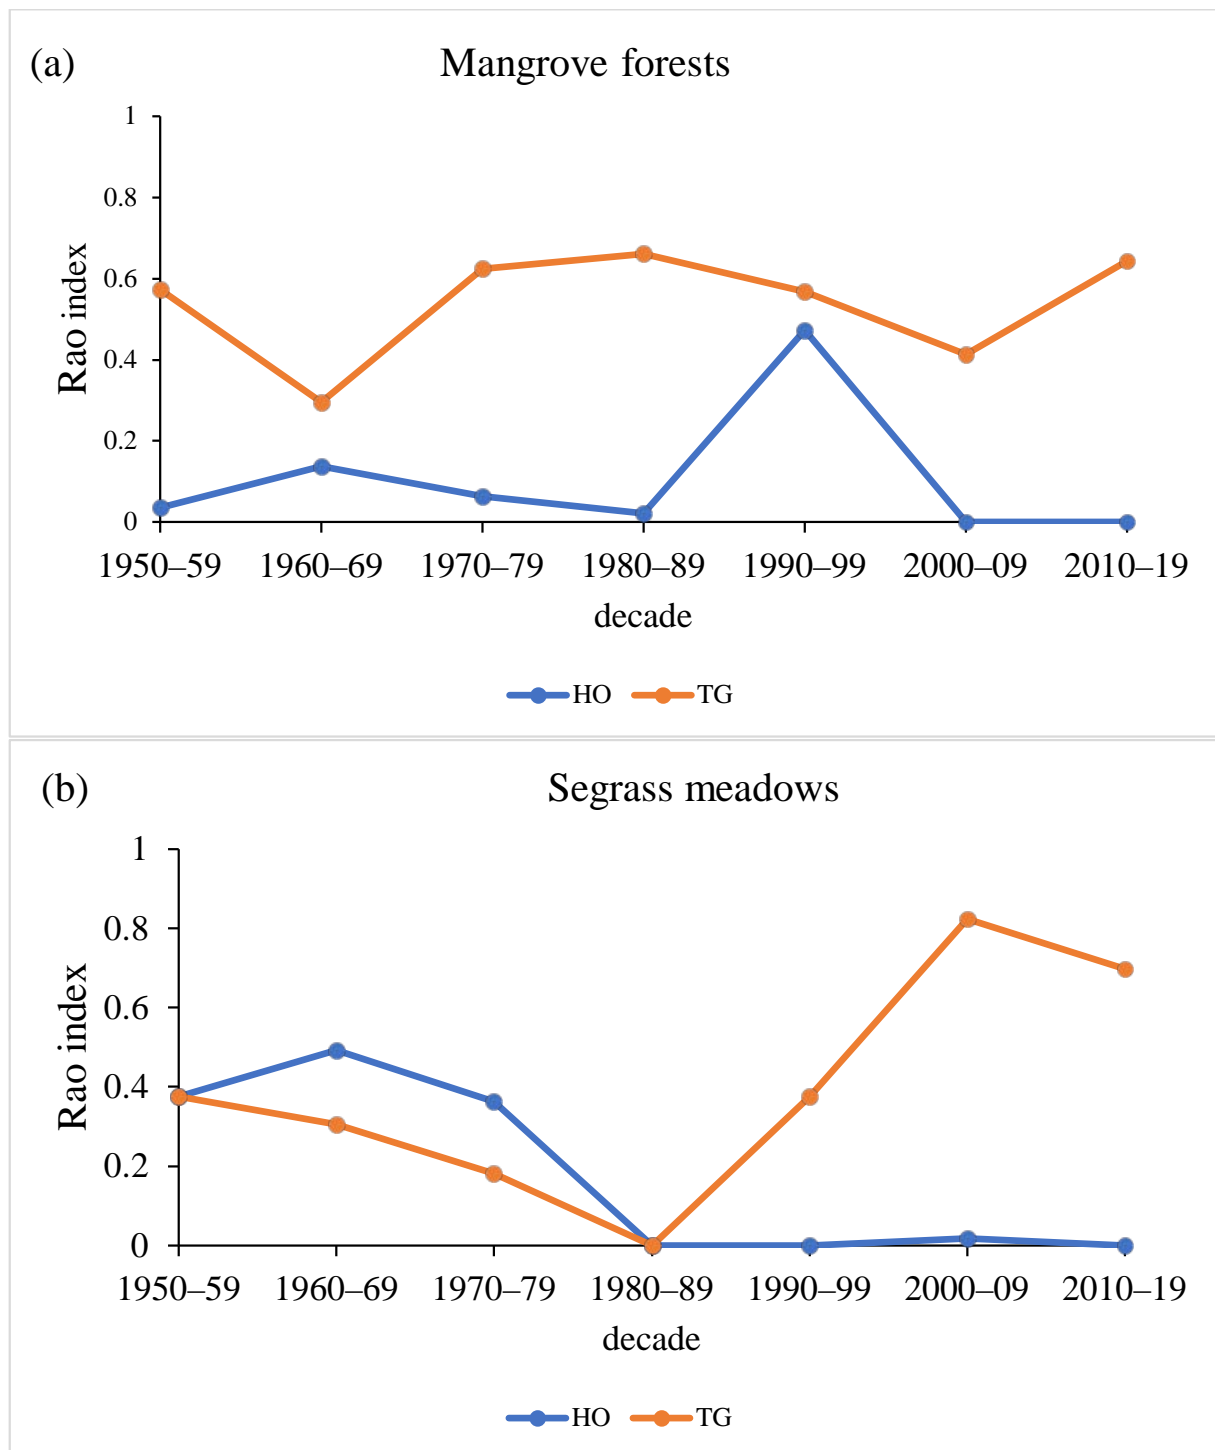 (a) Mangrove forests
1
0.8
0.6
0.4
0.2
0
Rao index
1950–59 1960–69 1970–79 1980–89 1990–99 2000–09 2010–19
decade
HO TG
(b) Segrass meadows
1
0.8
0.6
0.4
0.2
0
Rao index
1950–59 1960–69 1970–79 1980–89 1990–99 2000–09 2010–19
decade
HO TG